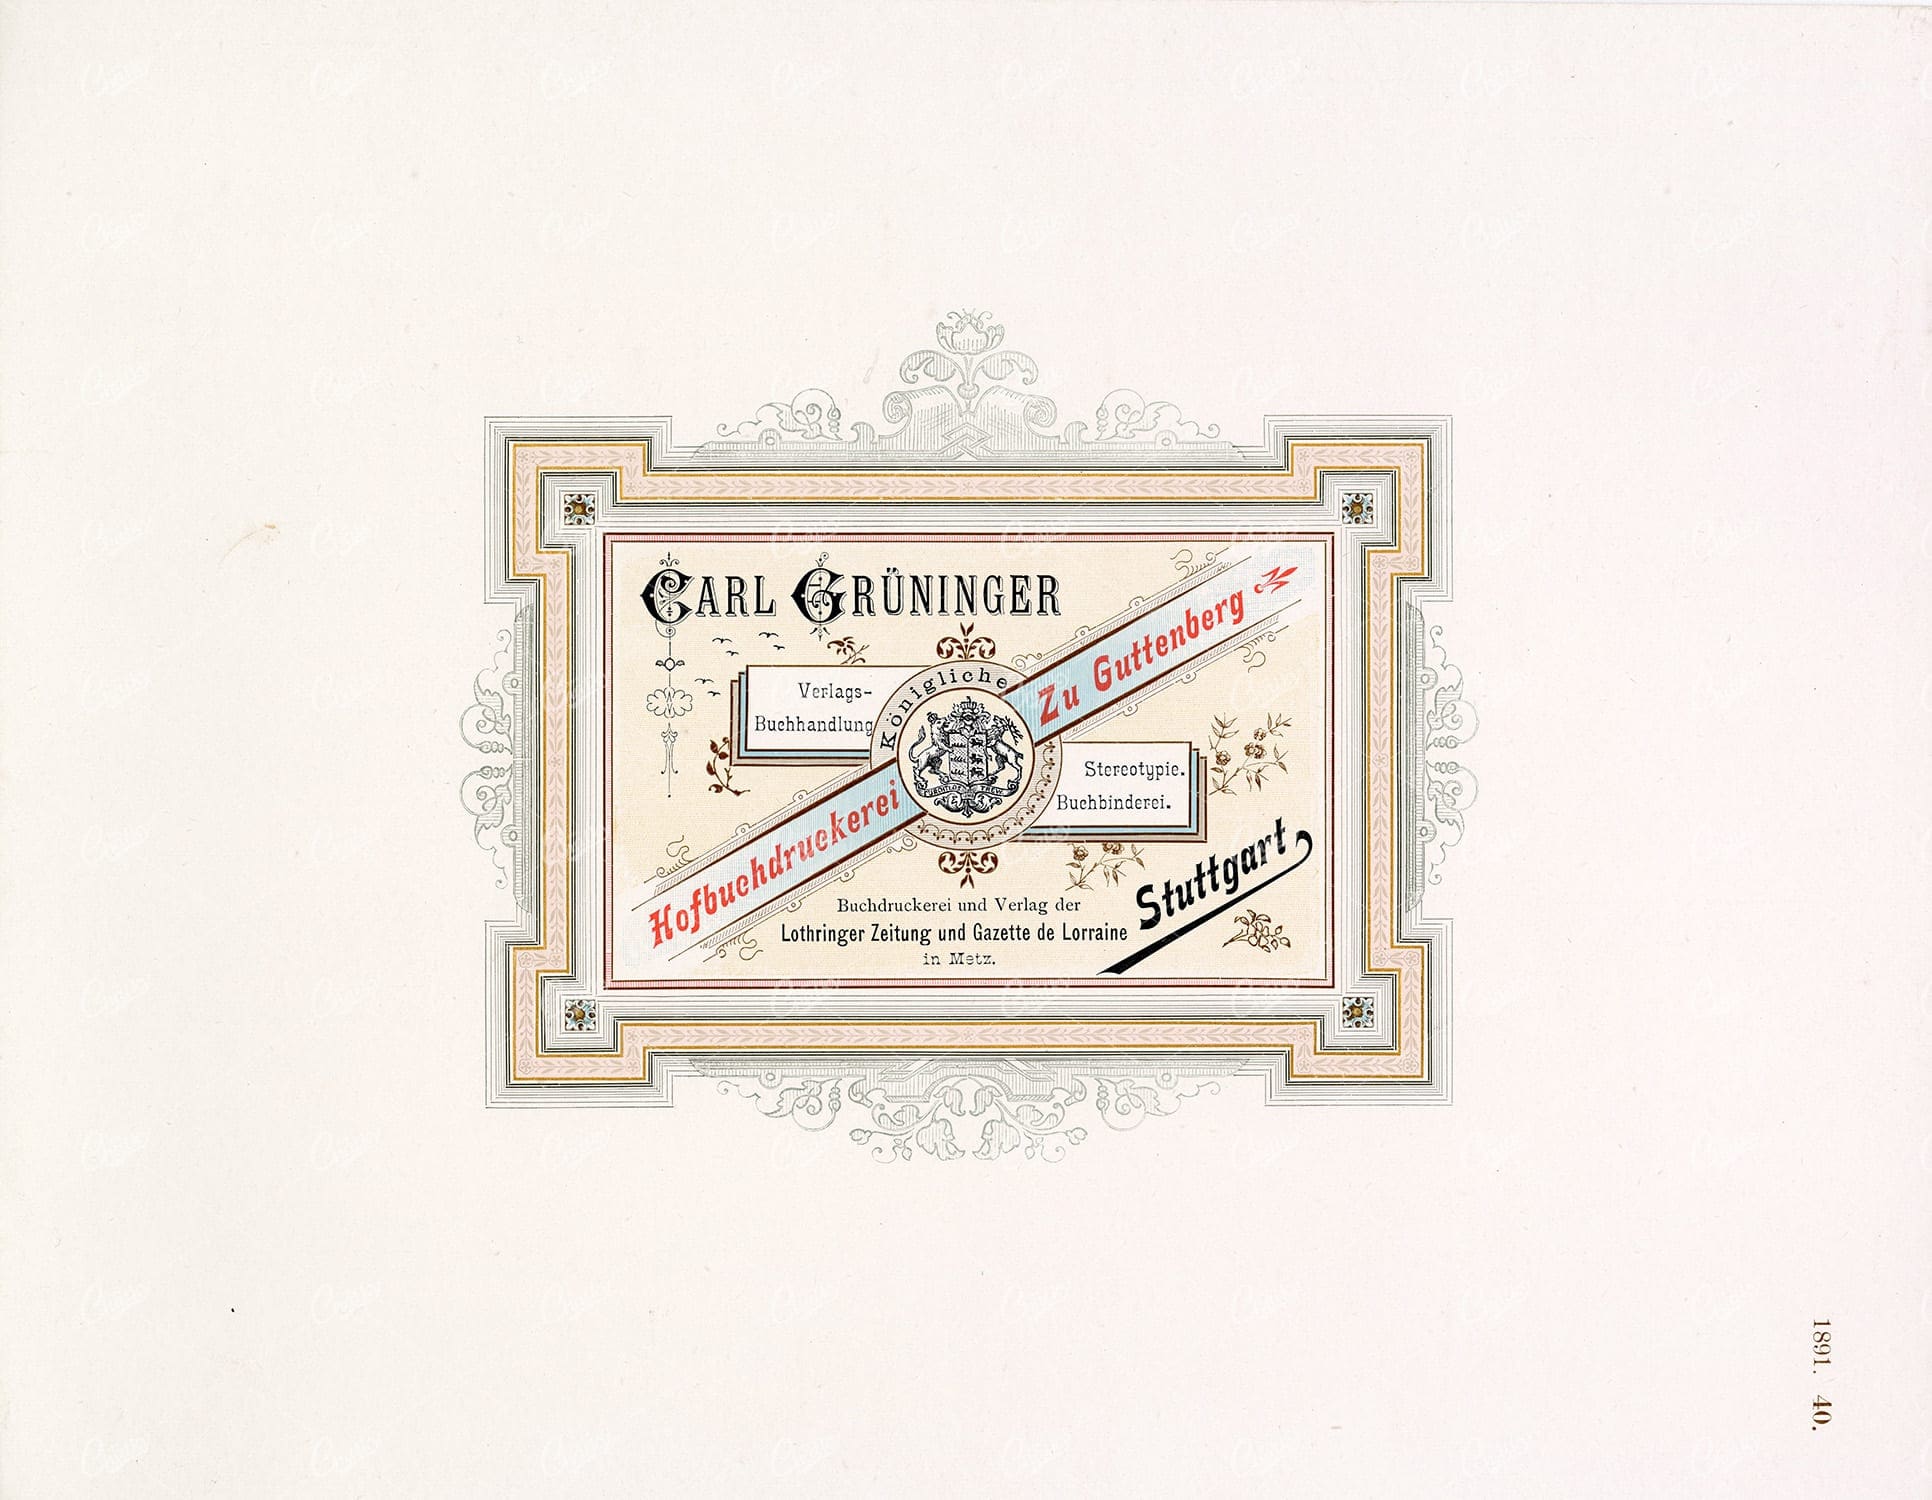 CARL GRÜNINGER
Verlags-
Buchhandlung
Königliche
Hofbuchdruckerei Zu Guttenberg
Stereotypie.
Buchbinderei.
Stuttgart
Buchdruckerei und Verlag der
Lothringer Zeitung und Gazette de Lorraine
in Metz.
1891. 40.